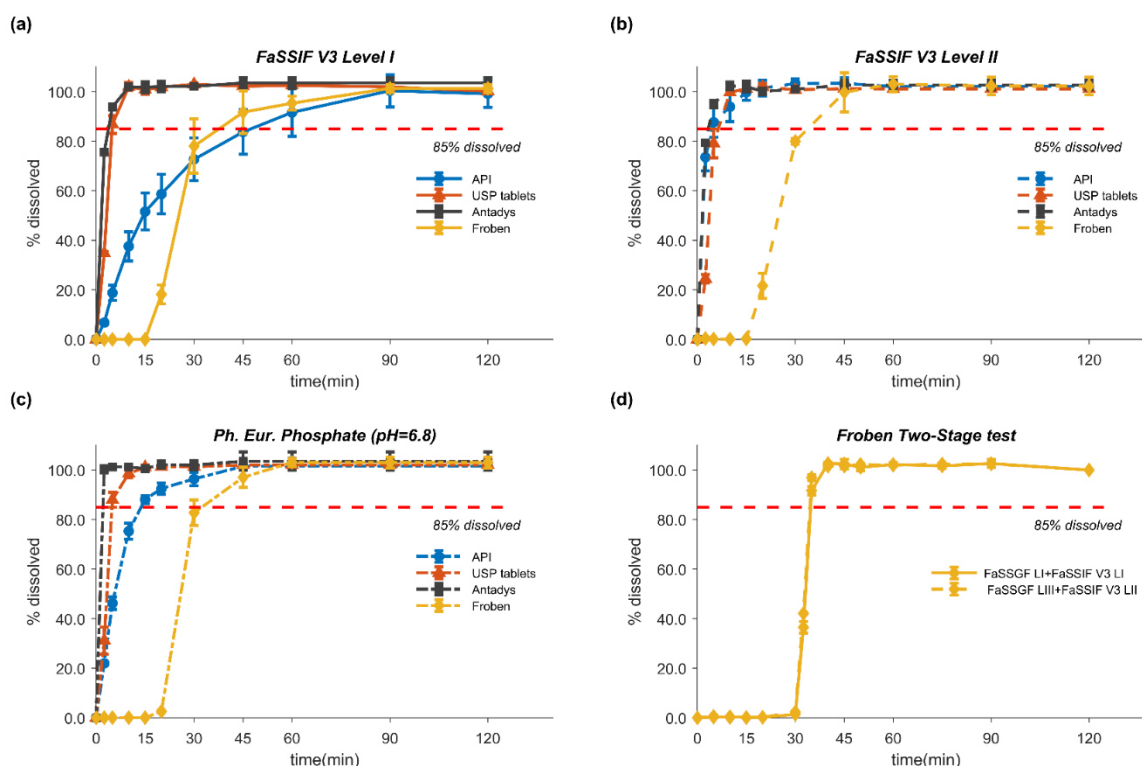 (a)
FaSSIF V3 Level I
100.0
80.0
60.0
40.0
20.0
0.0
% dissolved
85% dissolved
API
USP tablets
Antadys
Froben
0 15 30 45 60 90 120
time(min)
(b)
FaSSIF V3 Level II
100.0
80.0
60.0
40.0
20.0
0.0
% dissolved
85% dissolved
API
USP tablets
Antadys
Froben
0 15 30 45 60 90 120
time(min)
(c)
Ph. Eur. Phosphate (pH=6.8)
100.0
80.0
60.0
40.0
20.0
0.0
% dissolved
85% dissolved
API
USP tablets
Antadys
Froben
0 15 30 45 60 90 120
time(min)
(d)
Froben Two-Stage test
100.0
80.0
60.0
40.0
20.0
0.0
% dissolved
85% dissolved
FaSSGF LI+FaSSIF V3 LI
FaSSGF LIII+FaSSIF V3 LII
0 15 30 45 60 90 120
time(min)